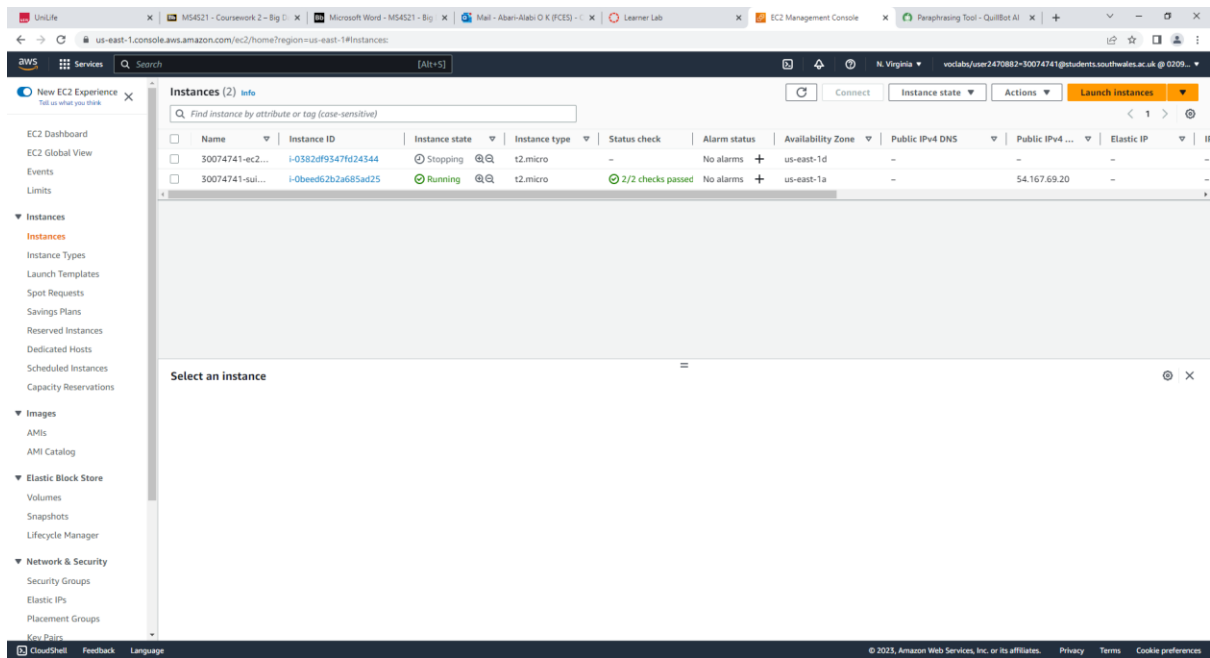 UniLife
MS4S21 - Coursework 2 – Big D
Microsoft Word - MS4S21 - Big
Mail - Abari-Alabi O K (FCES) -
Learner Lab
EC2 Management Console
Paraphrasing Tool - QuillBot AI
us-east-1.console.aws.amazon.com/ec2/home?region=us-east-1#Instances:
aws Services Search [Alt+S] N. Virginia ▼ voclabs/user2470882=30074741@students.southwales.ac.uk @ 0209... ▼
New EC2 Experience
Tell us what you think
EC2 Dashboard
EC2 Global View
Events
Limits
Instances
Instances
Instance Types
Launch Templates
Spot Requests
Savings Plans
Reserved Instances
Dedicated Hosts
Scheduled Instances
Capacity Reservations
Images
AMIs
AMI Catalog
Elastic Block Store
Volumes
Snapshots
Lifecycle Manager
Network & Security
Security Groups
Elastic IPs
Placement Groups
Key Pairs
Instances (2) Info
Connect Instance state ▼ Actions ▼ Launch instances ▼
Find instance by attribute or tag (case-sensitive)
< 1 >
Name Instance ID Instance state Instance type Status check Alarm status Availability Zone Public IPv4 DNS Public IPv4 ... Elastic IP
30074741-ec2... i-0382df9347fd24344 Stopping t2.micro – No alarms + us-east-1d – – –
30074741-sui... i-0beed62b2a685ad25 Running t2.micro 2/2 checks passed No alarms + us-east-1a – 54.167.69.20 –
Select an instance
CloudShell Feedback Language © 2023, Amazon Web Services, Inc. or its affiliates. Privacy Terms Cookie preferences